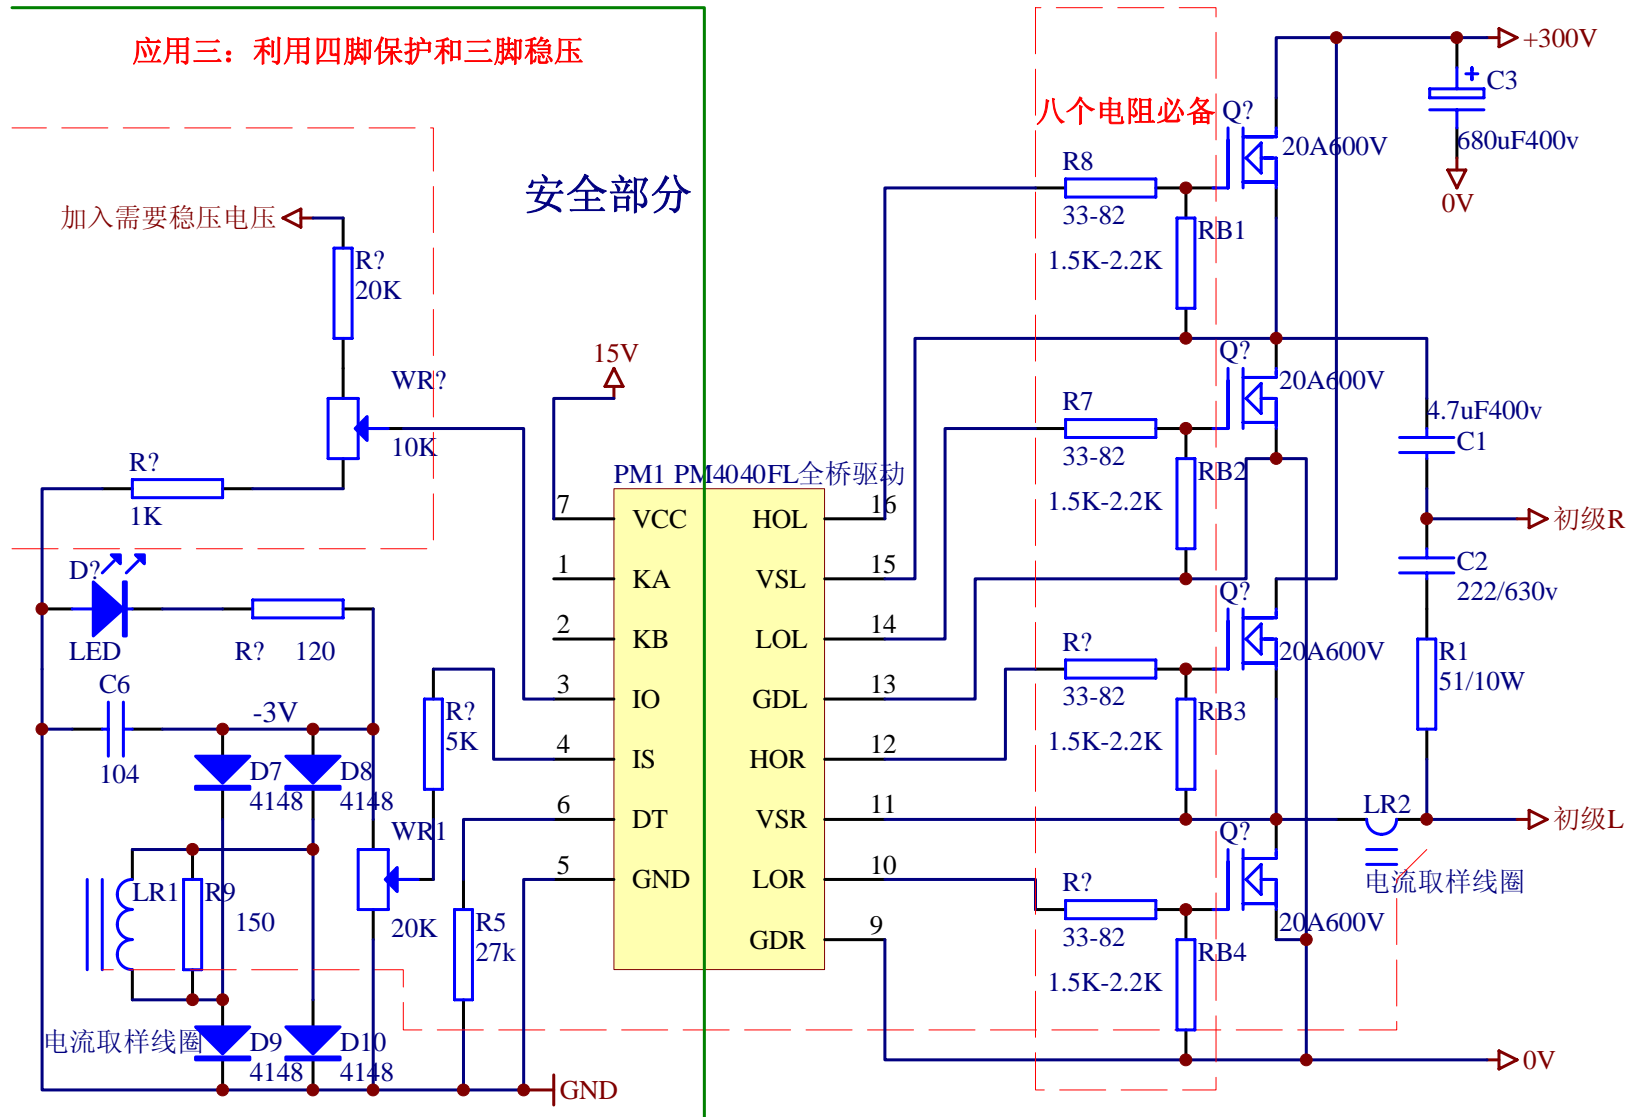 应用三：利用四脚保护和三脚稳压
+300V
C3
680uF400v
0V
八个电阻必备
Q?
20A600V
R8
33-82
RB1
1.5K-2.2K
安全部分
加入需要稳压电压
R?
20K
15V
WR?
10K
Q?
20A600V
R7
33-82
RB2
1.5K-2.2K
4.7uF400v
C1
R?
1K
PM1 PM4040FL全桥驱动
7 VCC HOL 16
1 KA VSL 15
2 KB LOL 14
3 IO GDL 13
4 IS HOR 12
6 DT VSR 11
5 GND LOR 10
GDR 9
初级R
C2
222/630v
D?
LED
R? 120
Q?
20A600V
R?
33-82
RB3
1.5K-2.2K
R1
51/10W
C6
104
-3V
R?
5K
D7
4148
D8
4148
WR1
20K
LR2
初级L
电流取样线圈
Q?
20A600V
R?
33-82
RB4
1.5K-2.2K
LR1
R9
150
R5
27k
电流取样线圈
D9
4148
D10
4148
GND
0V